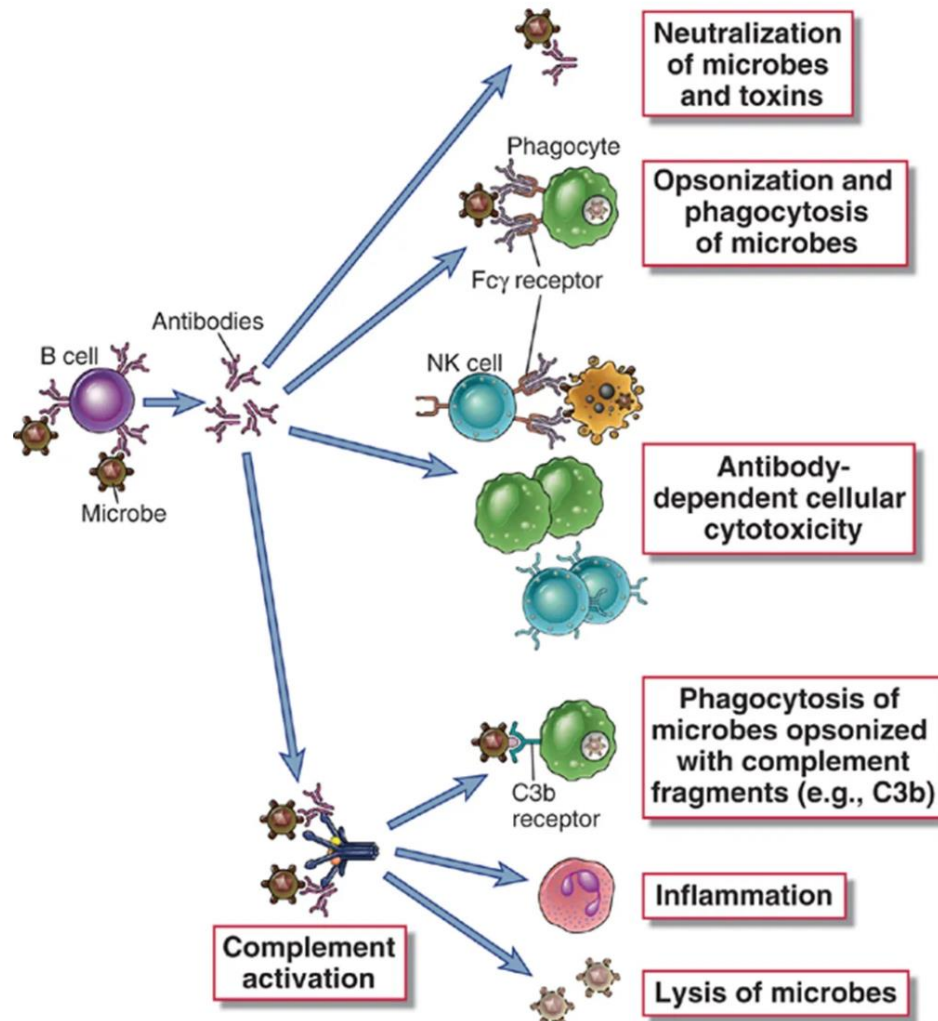 Neutralization
of microbes
and toxins
Phagocyte
Opsonization and
phagocytosis
of microbes
Fcγ receptor
Antibodies
B cell
NK cell
Microbe
Antibody-
dependent cellular
cytotoxicity
Phagocytosis of
microbes opsonized
with complement
fragments (e.g., C3b)
C3b
receptor
Inflammation
Complement
activation
Lysis of microbes